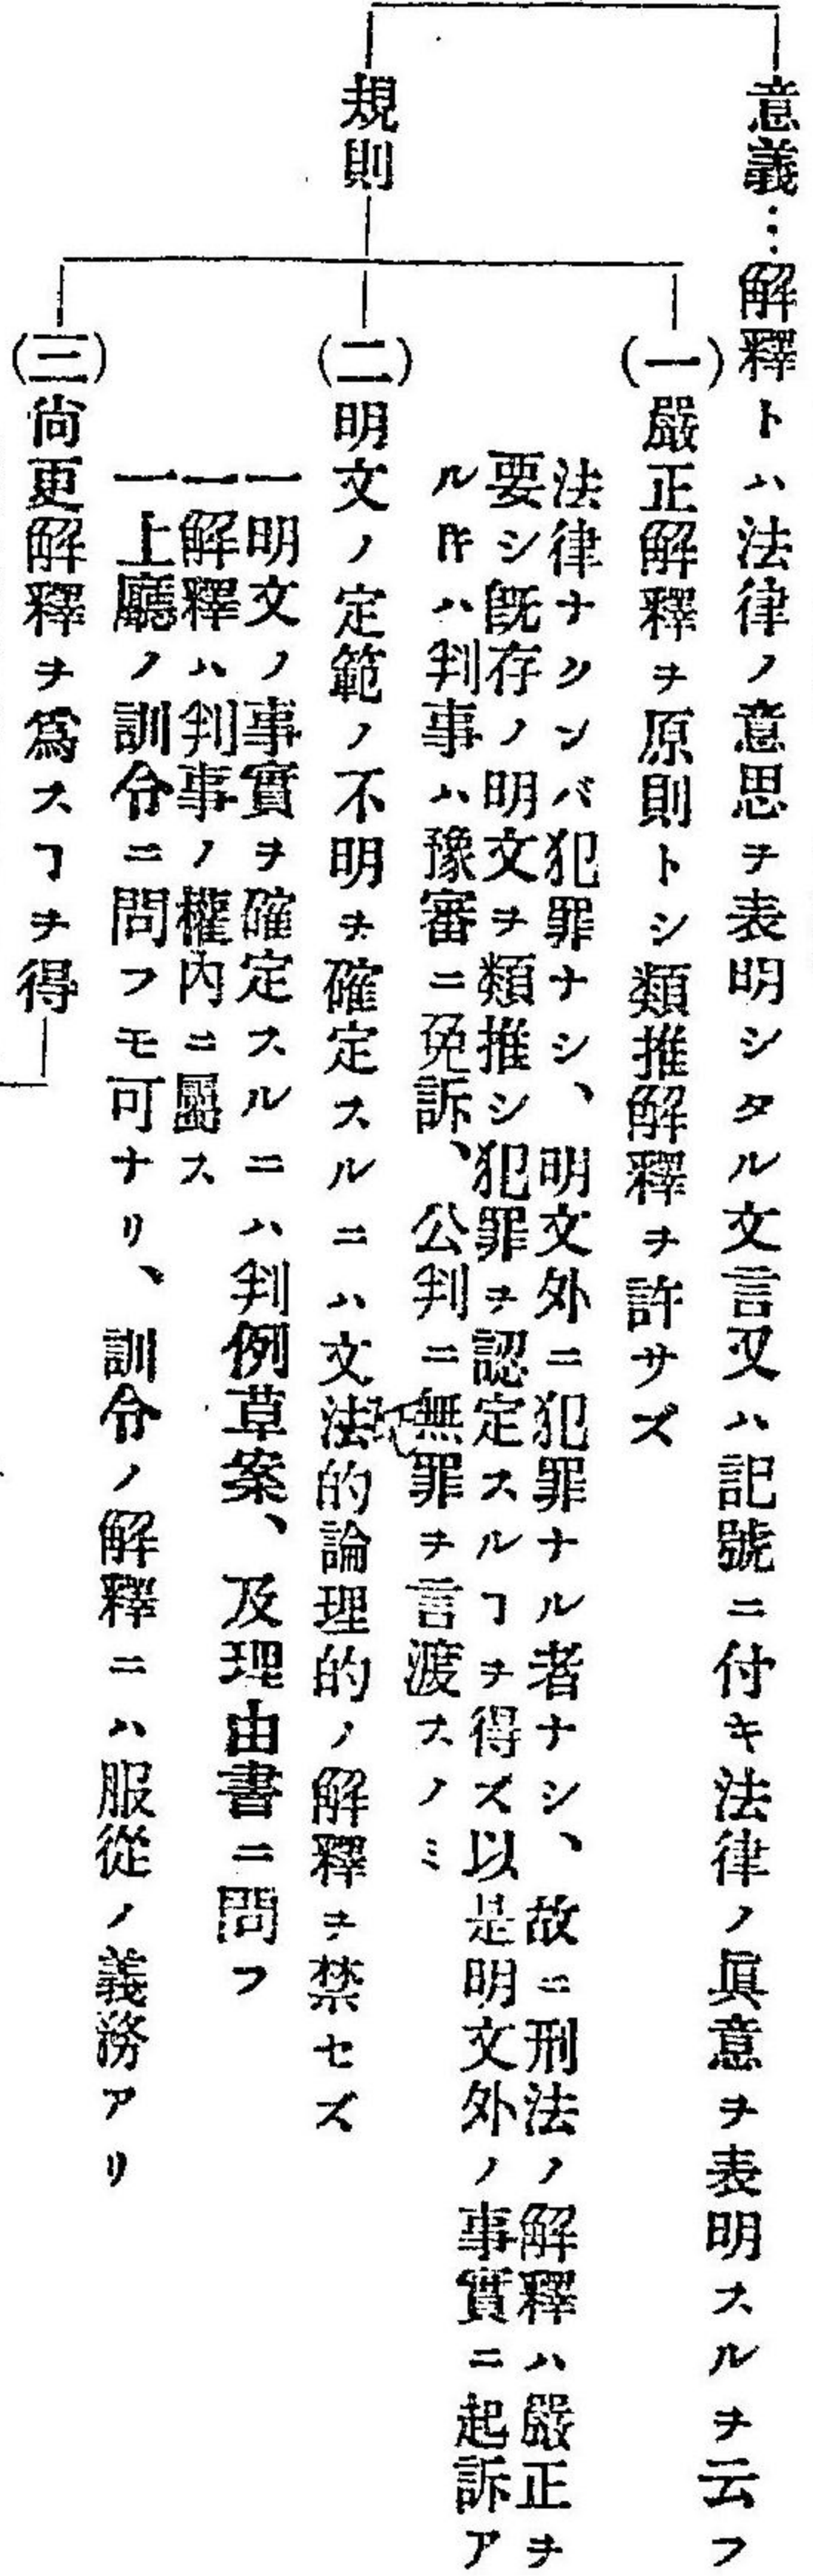 意義…解釋トハ法律ノ意思ヲ表明シタル文言又ハ記號ニ付キ法律ノ眞意ヲ表明スルヲ云フ
規則
(一)嚴正解釋ヲ原則トシ類推解釋ヲ許サズ
法律ナクンバ犯罪ナシ、明文外ニ犯罪ナル者ナシ、故ニ刑法ノ解釋ハ嚴正ヲ
要シ既存ノ明文ヲ類推シ犯罪ヲ認定スルヿヲ得ズ以是明文外ノ事實ニ起訴ア
ルトキハ判事ハ豫審ニ免訴、公判ニ無罪ヲ言渡スノミ
(二)明文ノ定範ノ不明ヲ確定スルニハ文法的論理的ノ解釋ヲ禁セズ
一明文ノ事實ヲ確定スルニハ判例草案、及理由書ニ問フ
一解釋ハ判事ノ權內ニ屬ス
一上廳ノ訓令ニ問フモ可ナリ、訓令ノ解釋ニハ服從ノ義務アリ
(三)尙更解釋ヲ爲スヿヲ得